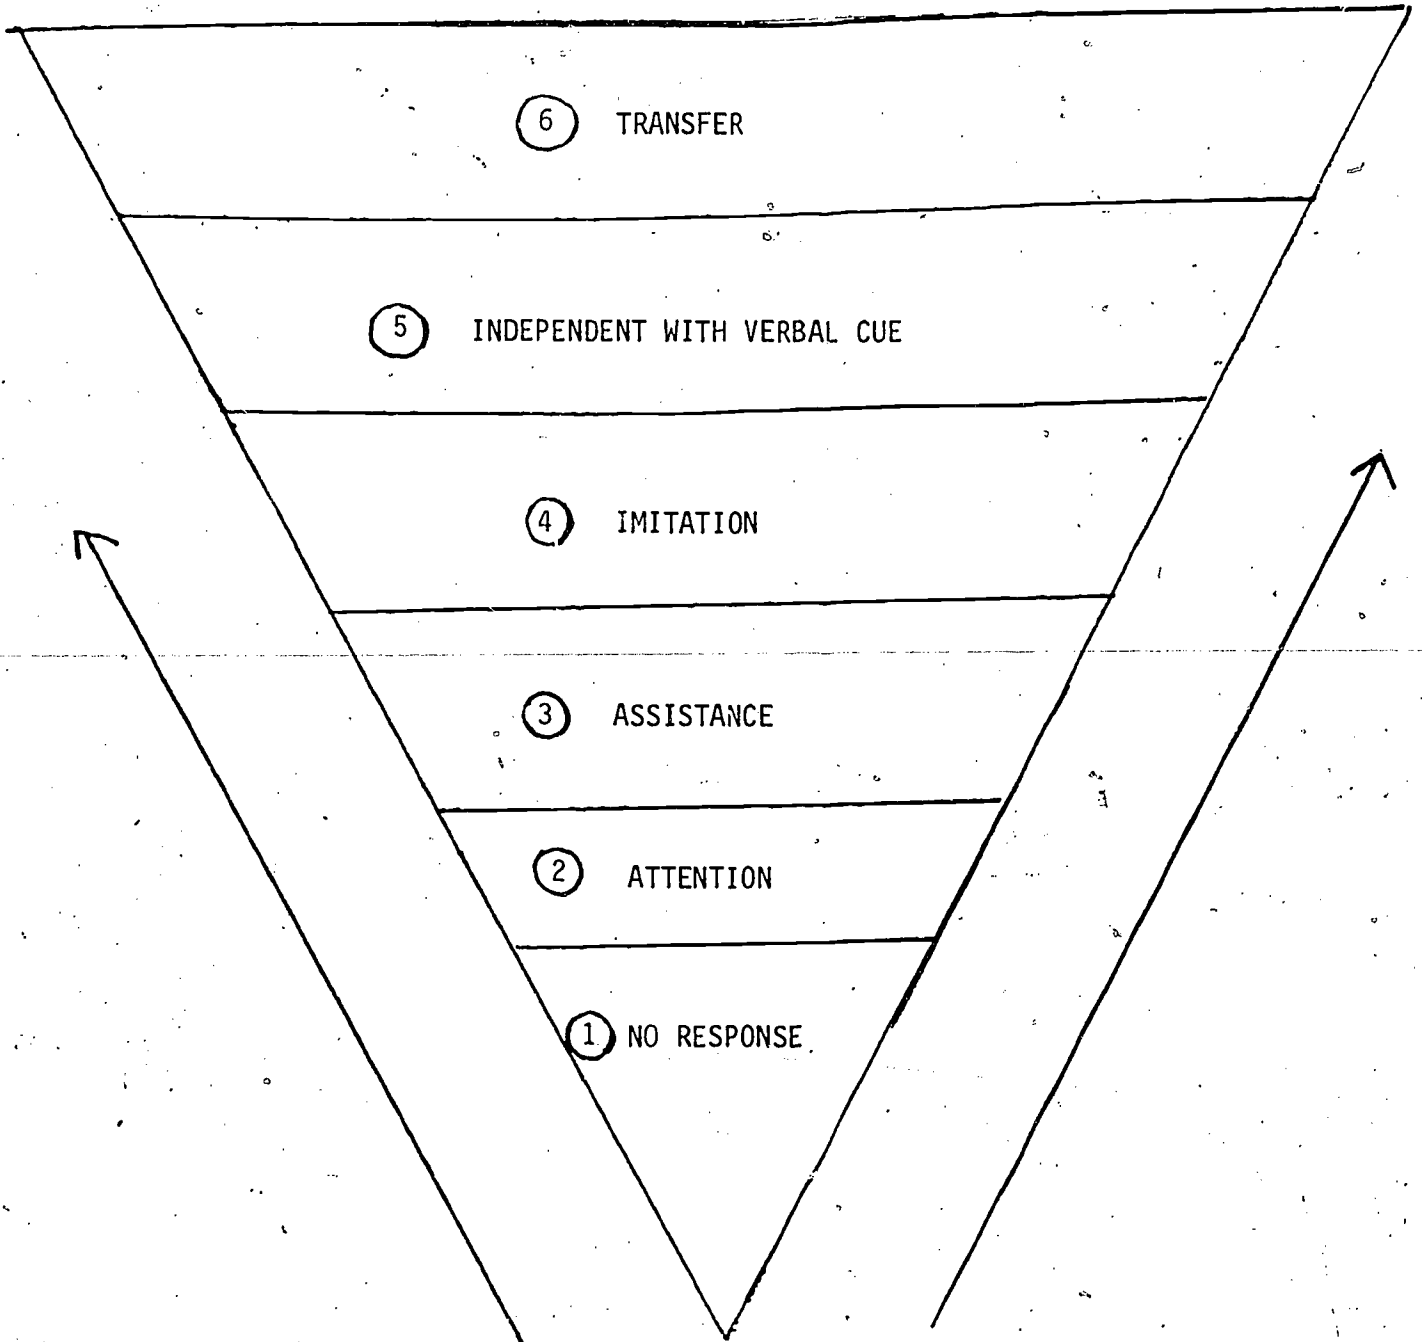 6 TRANSFER
5 INDEPENDENT WITH VERBAL CUE
4 IMITATION
3 ASSISTANCE
2 ATTENTION
1 NO RESPONSE